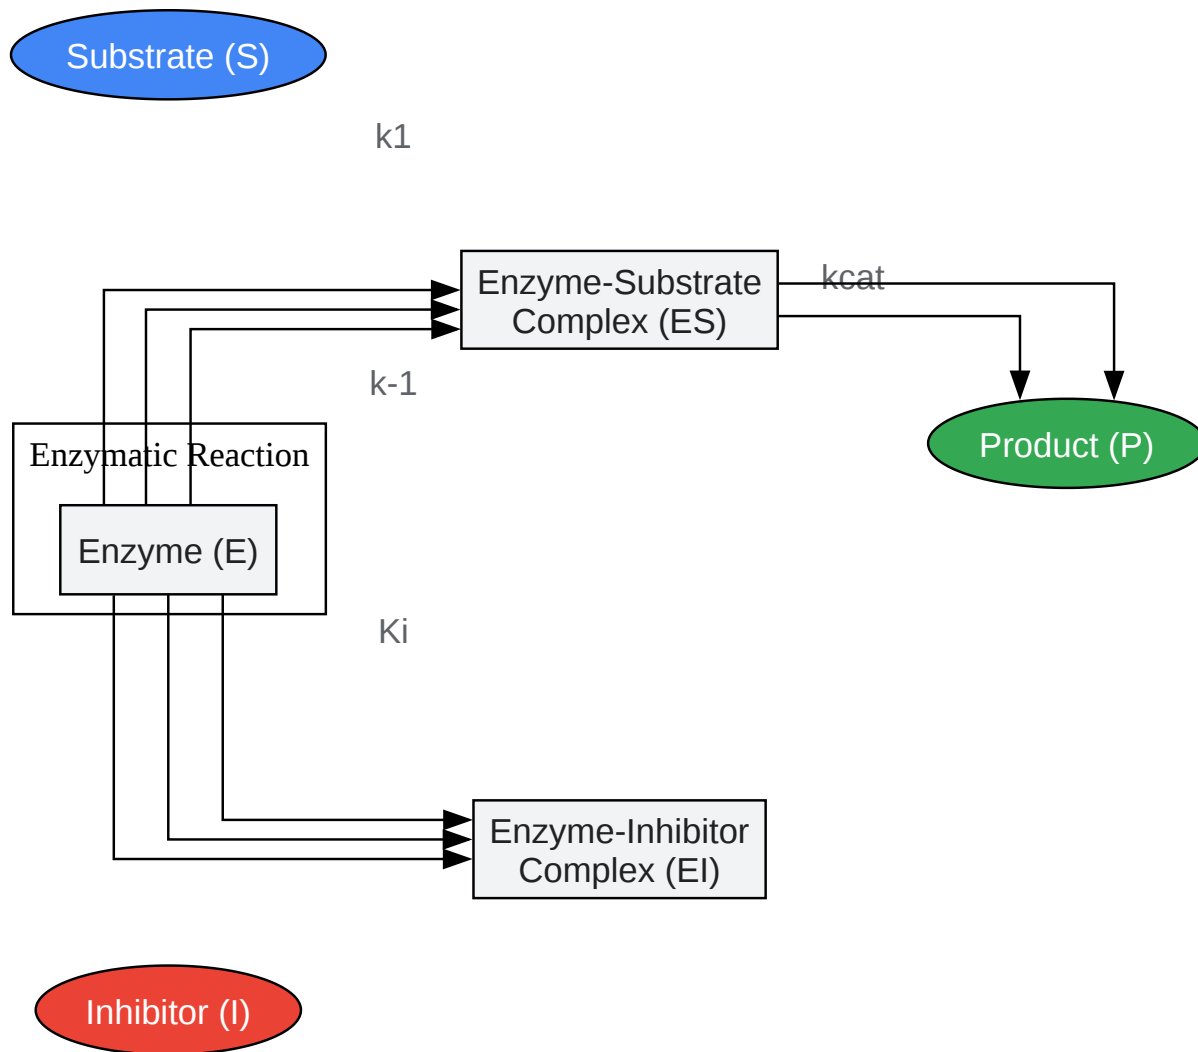 Substrate (S)
k1
Enzyme-Substrate
Complex (ES)
kcat
k-1
Product (P)
Enzymatic Reaction
Enzyme (E)
Ki
Enzyme-Inhibitor
Complex (EI)
Inhibitor (I)